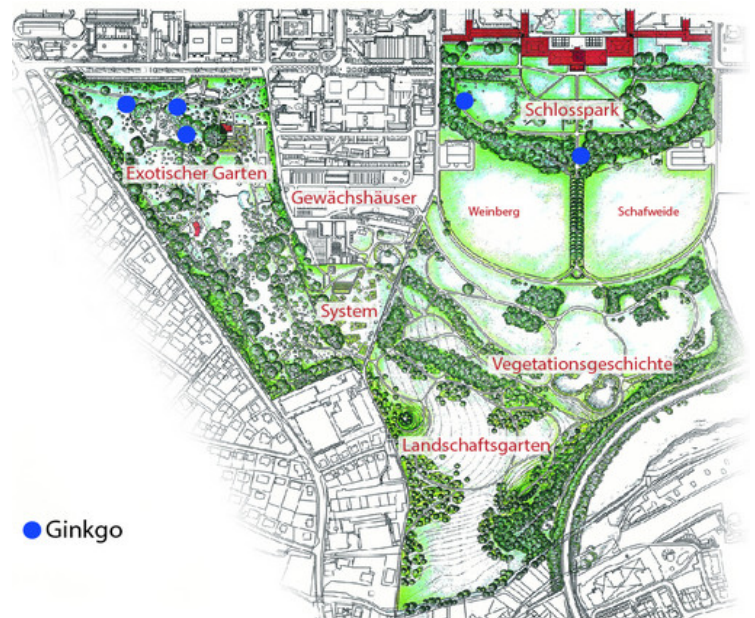 Schlosspark
Exotischer Garten
Gewächshäuser
Weinberg
Schafweide
System
Vegetationsgeschichte
Landschaftsgarten
Ginkgo